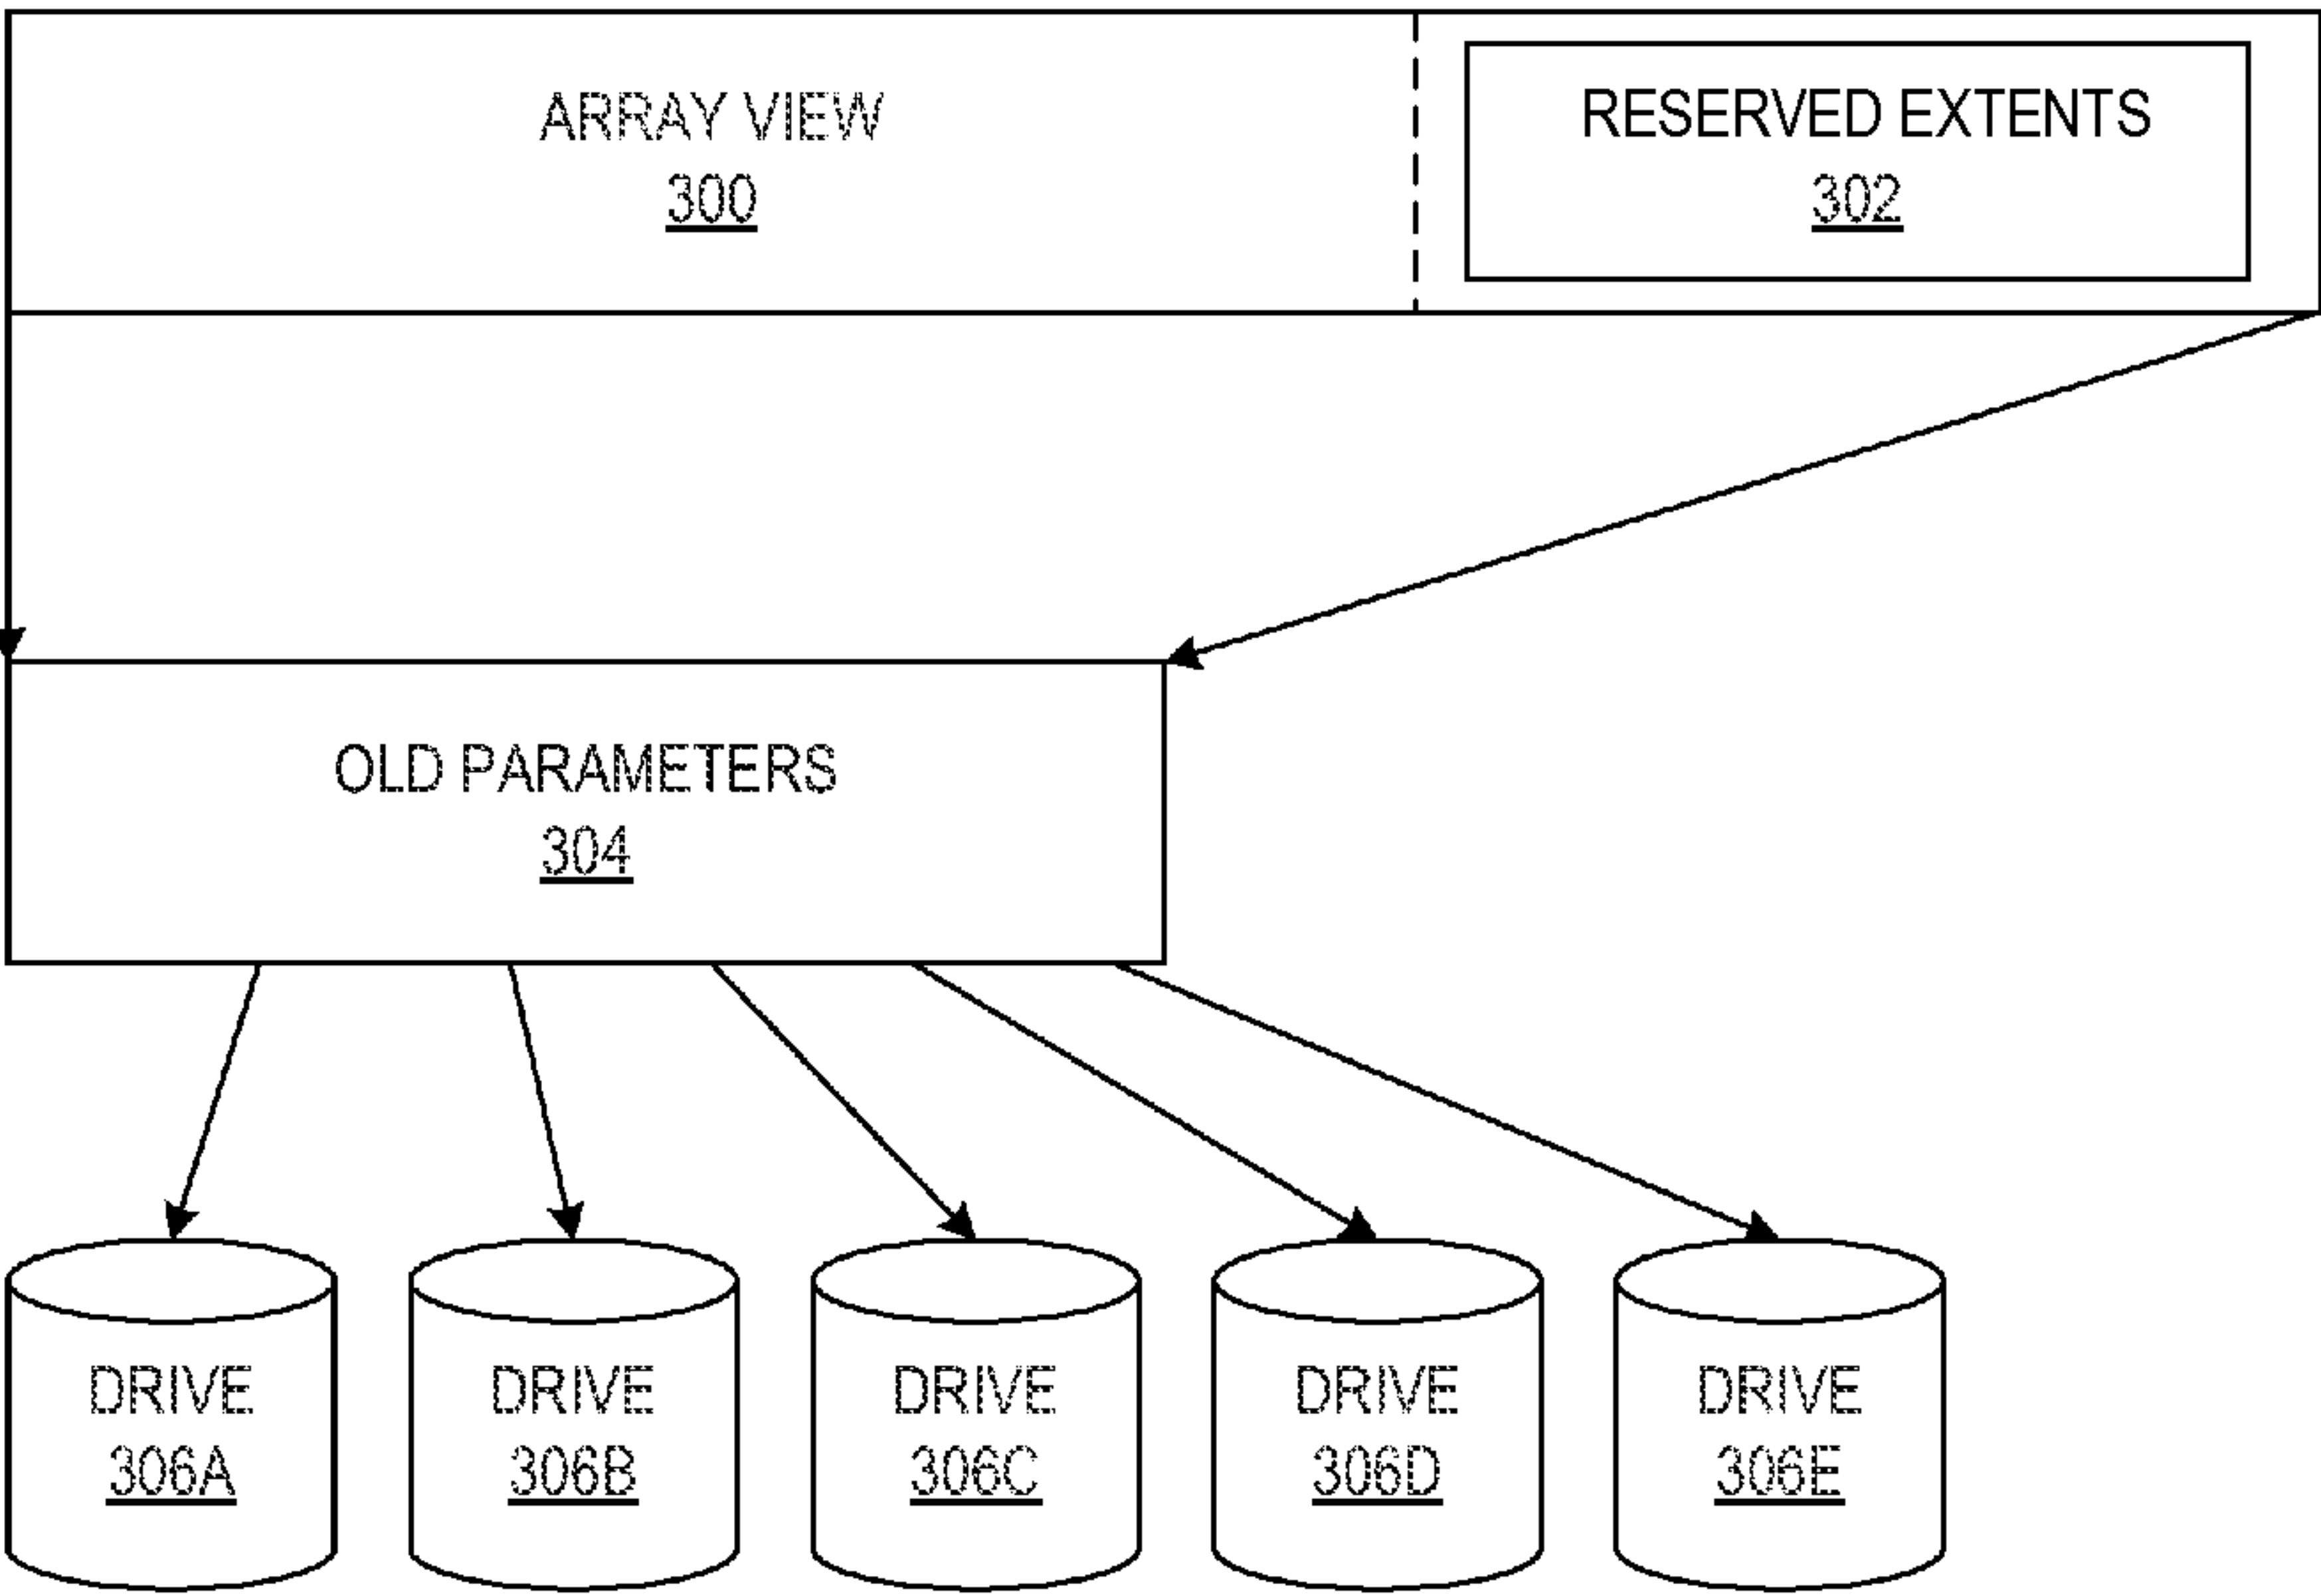 ARRAY VIEW
300
RESERVED EXTENTS
302
OLD PARAMETERS
304
DRIVE
306A
DRIVE
306B
DRIVE
306C
DRIVE
306D
DRIVE
306E